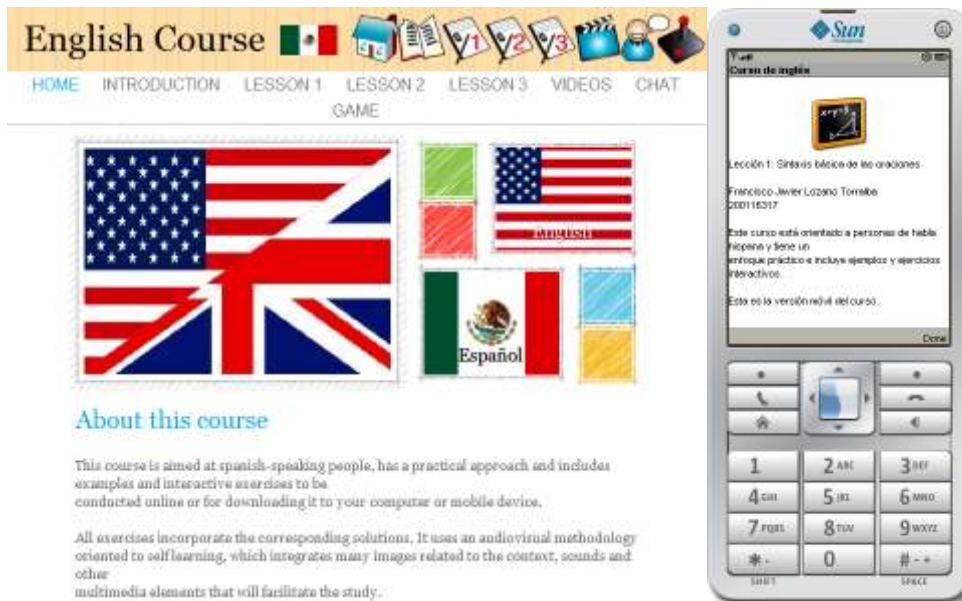 English Course
V1
V2
V3
HOME INTRODUCTION LESSON 1 LESSON 2 LESSON 3 VIDEOS CHAT
GAME
English
Español
About this course
This course is aimed at spanish-speaking people, has a practical approach and includes
examples and interactive exercises to be
conducted online or for downloading it to your computer or mobile device.
All exercises incorporate the corresponding solutions. It uses an audiovisual methodology
oriented to selflearning, which integrates many images related to the context, sounds and
other
multimedia elements that will facilitate the study.
Sun
Curso de inglés
Lección 1: Sintaxis básica de las oraciones
Francisco Javier Lozano Torralba
200116317
Este curso está orientado a personas de habla
hispana y tiene un
enfoque práctico e incluye ejemplos y ejercicios
interactivos.
Esta es la versión móvil del curso.
Done
1 2 ABC 3 DEF
4 GHI 5 JKL 6 MNO
7 PQRS 8 TUV 9 WXYZ
* . 0 # - +
SHIFT SPACE